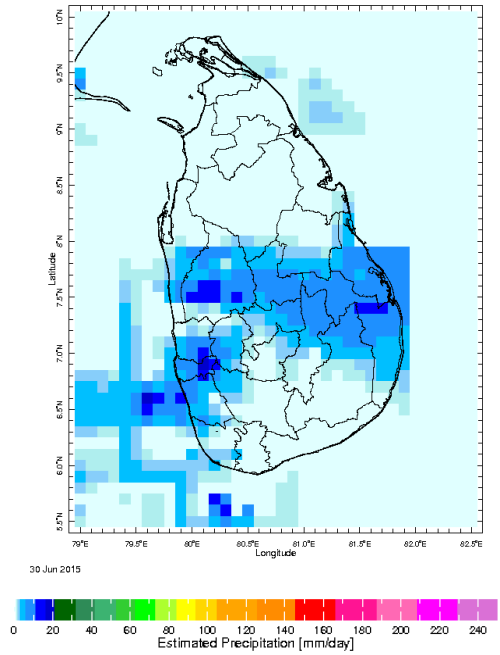 10°N
9.5°N
9°N
8.5°N
8°N
7.5°N
7.0°N
6.5°N
6.0°N
5.5°N
Latitude
79°E 79.5°E 80°E 80.5°E 81°E 81.5°E 82.0°E 82.5°E
Longitude
30 Jun 2015
0 20 40 60 80 100 120 140 160 180 200 240
Estimated Precipitation [mm/day]